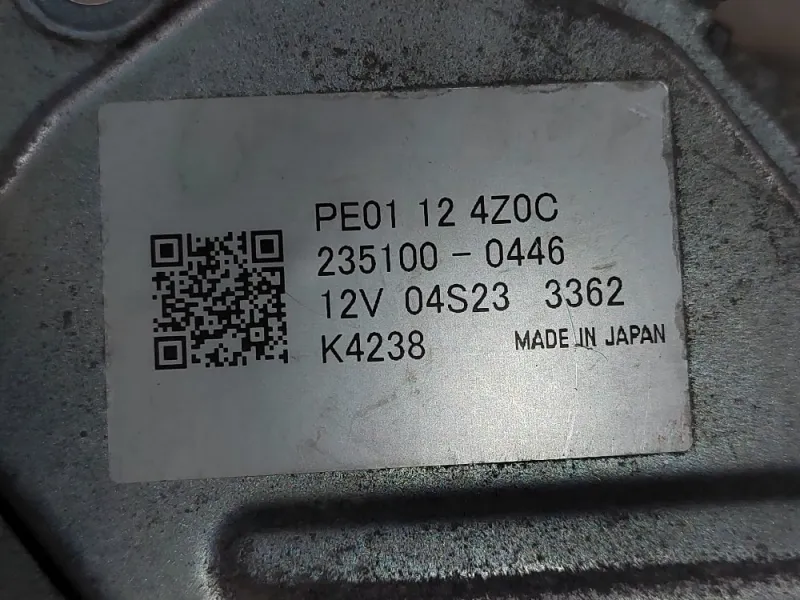 PE01 12 4Z0C
235100 - 0446
12V 04S23 3362
K4238 MADE IN JAPAN